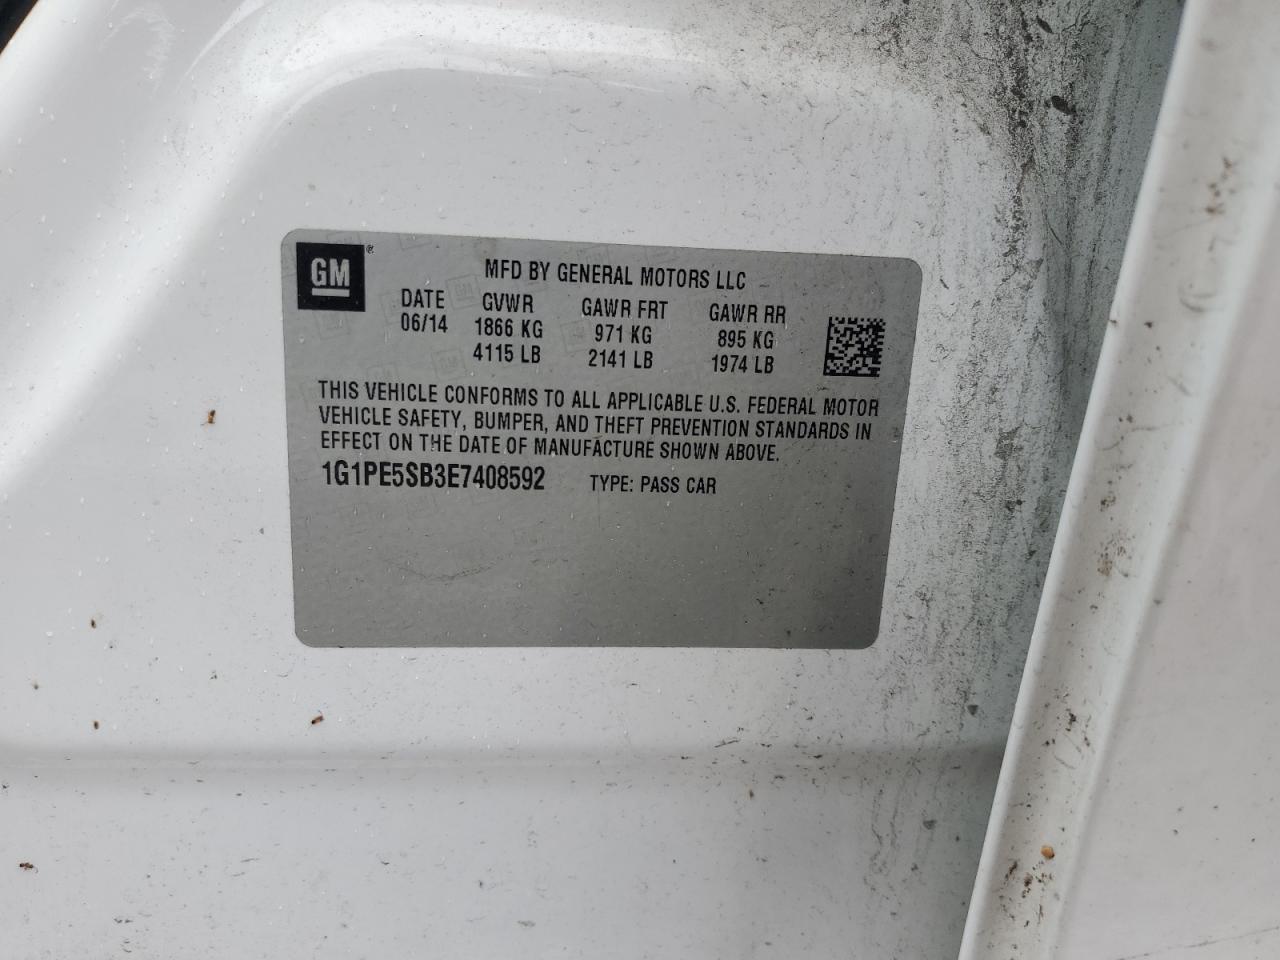 GM ®
MFD BY GENERAL MOTORS LLC
DATE GVWR GAWR FRT GAWR RR
06/14 1866 KG 971 KG 895 KG
4115 LB 2141 LB 1974 LB
THIS VEHICLE CONFORMS TO ALL APPLICABLE U.S. FEDERAL MOTOR
VEHICLE SAFETY, BUMPER, AND THEFT PREVENTION STANDARDS IN
EFFECT ON THE DATE OF MANUFACTURE SHOWN ABOVE.
1G1PE5SB3E7408592 TYPE: PASS CAR